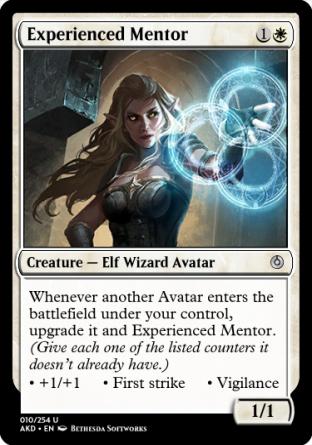 Experienced Mentor 1
Creature — Elf Wizard Avatar
Whenever another Avatar enters the
battlefield under your control,
upgrade it and Experienced Mentor.
(Give each one of the listed counters it
doesn't already have.)
• +1/+1 • First strike • Vigilance
1/1
010/254 U
AKD • EN Bethesda Softworks